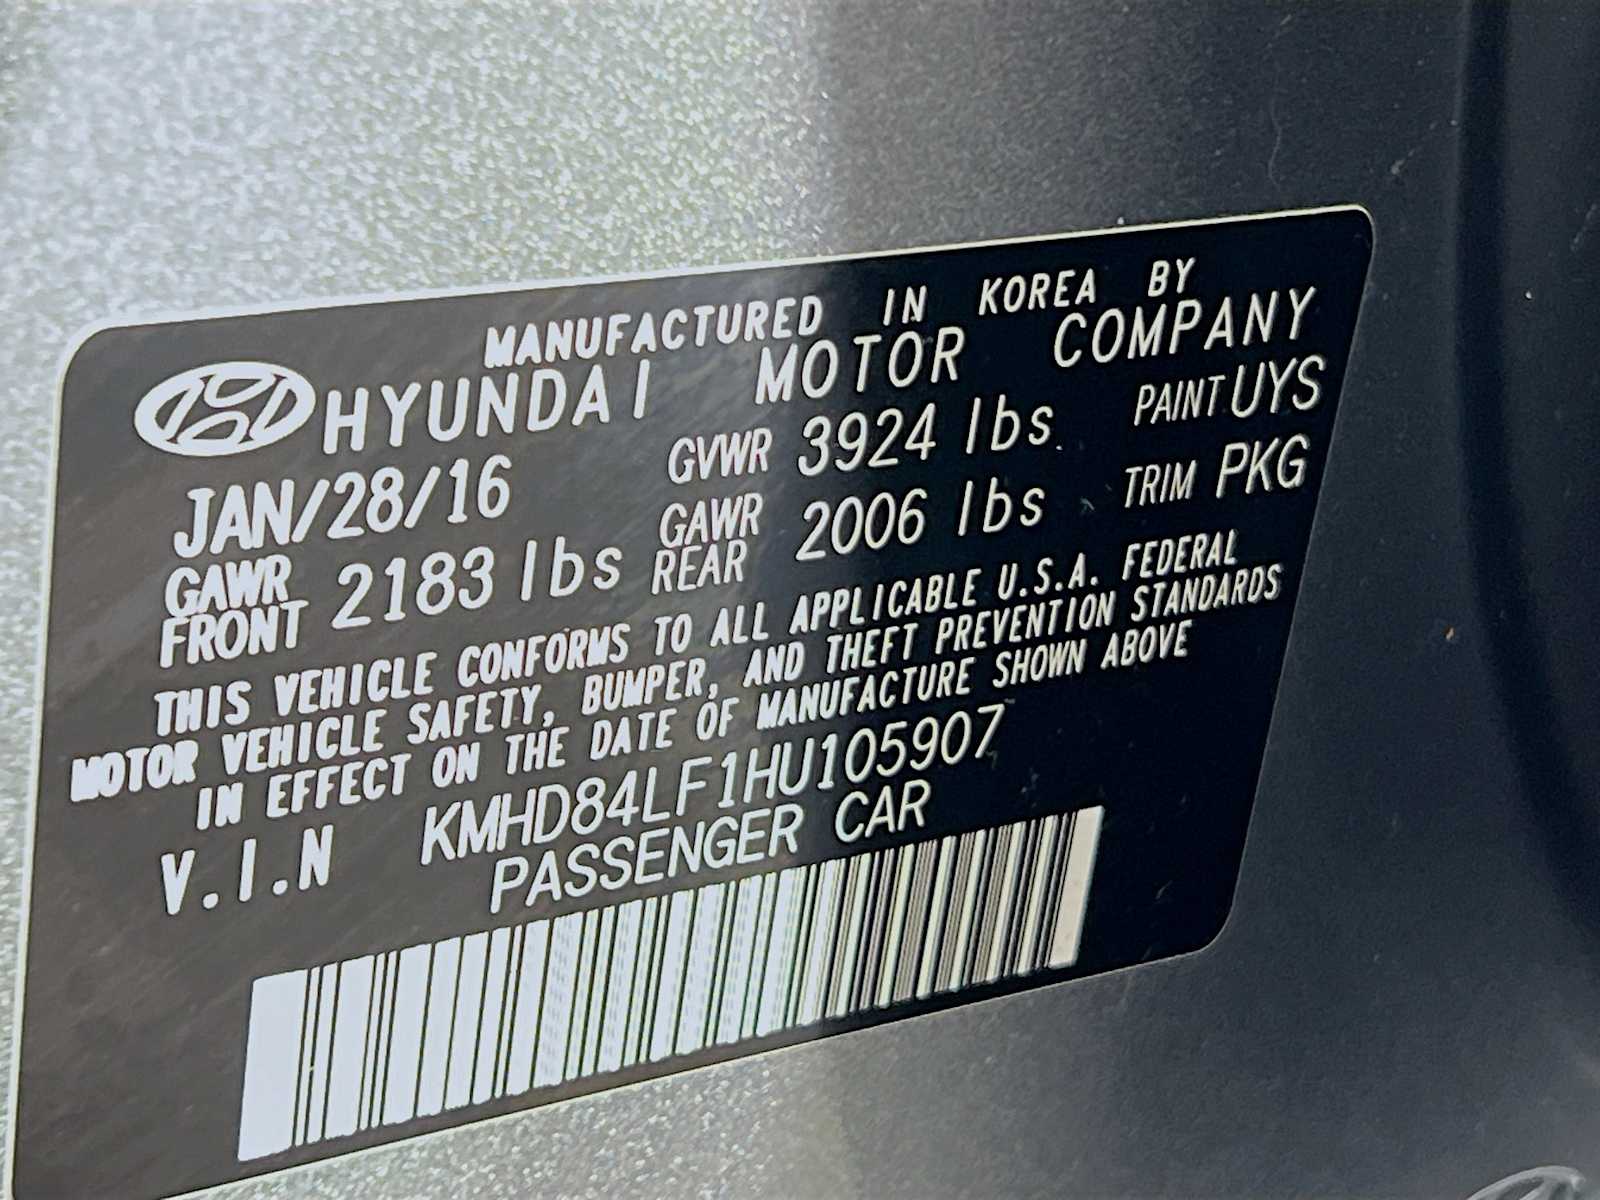 MANUFACTURED IN KOREA BY
HYUNDAI MOTOR COMPANY
JAN/28/16 GVWR 3924 lbs. PAINT UYS
GAWR FRONT 2183 lbs GAWR REAR 2006 lbs TRIM PKG
THIS VEHICLE CONFORMS TO ALL APPLICABLE U.S.A. FEDERAL
MOTOR VEHICLE SAFETY, BUMPER, AND THEFT PREVENTION STANDARDS
IN EFFECT ON THE DATE OF MANUFACTURE SHOWN ABOVE
V.I.N KMHD84LF1HU105907
PASSENGER CAR